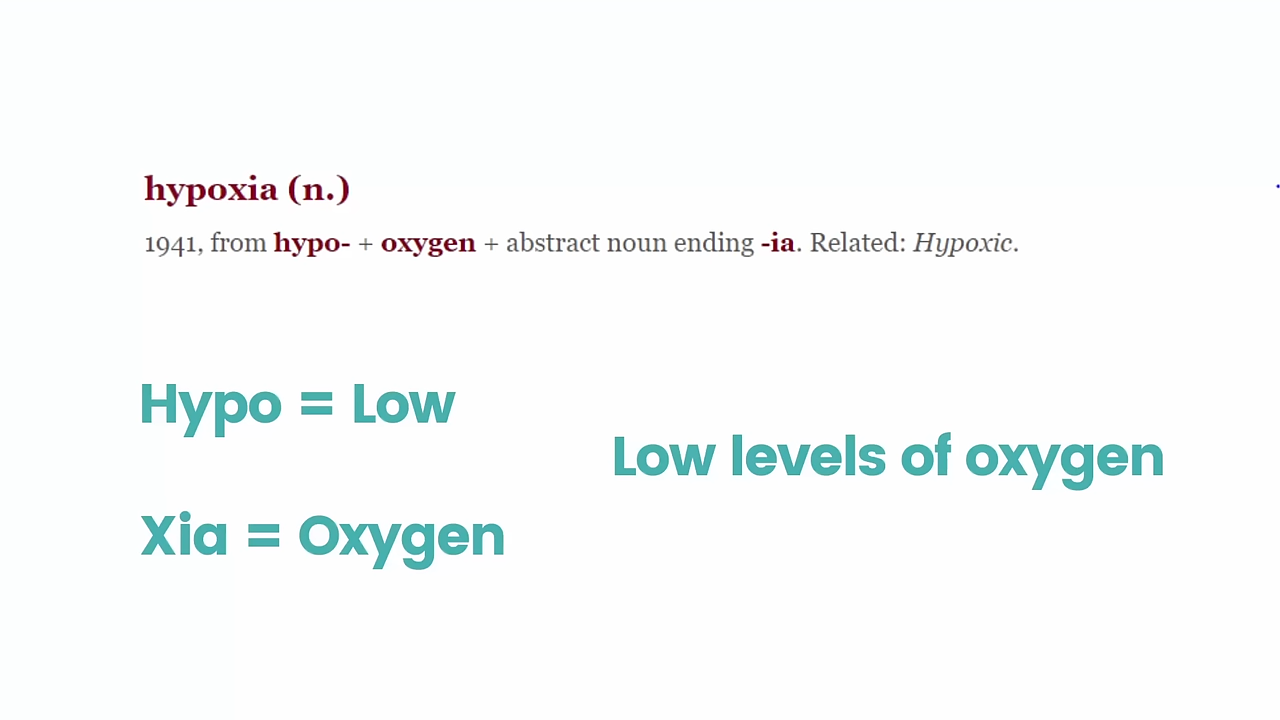 hypoxia (n.)
1941, from hypo- + oxygen + abstract noun ending -ia. Related: Hypoxic.
Hypo = Low
Low levels of oxygen
Xia = Oxygen